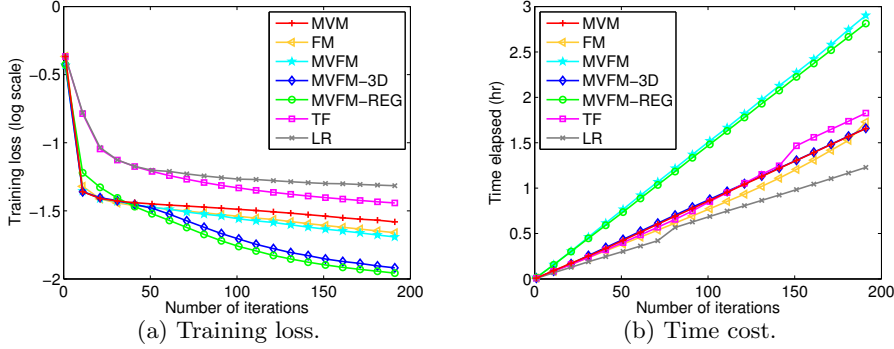 0
−0.5
−1
−1.5
−2
Training loss (log scale)
0
50
100
150
200
Number of iterations
MVM
FM
MVFM
MVFM−3D
MVFM−REG
TF
LR
(a) Training loss.
3
2.5
2
1.5
1
0.5
0
Time elapsed (hr)
0
50
100
150
200
Number of iterations
MVM
FM
MVFM
MVFM−3D
MVFM−REG
TF
LR
(b) Time cost.